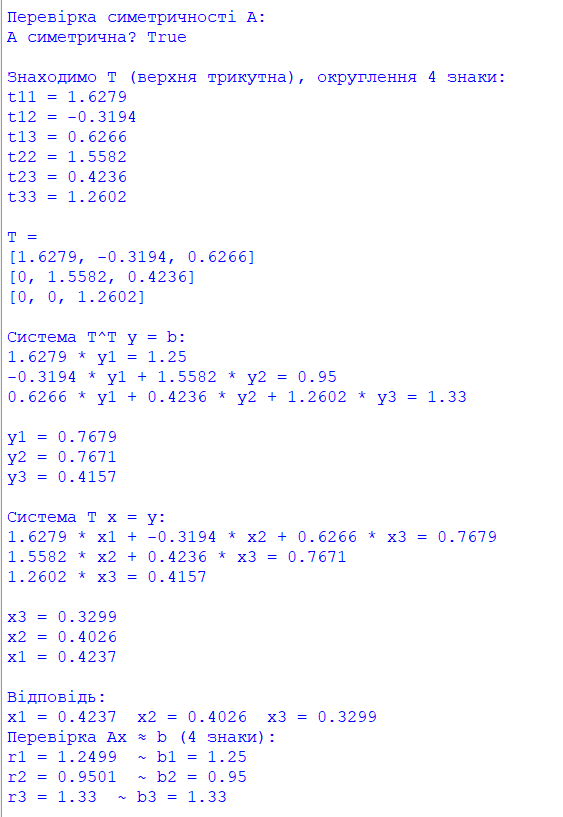 Перевірка симетричності A:
A симетрична? True
Знаходимо T (верхня трикутна), округлення 4 знаки:
t11 = 1.6279
t12 = -0.3194
t13 = 0.6266
t22 = 1.5582
t23 = 0.4236
t33 = 1.2602
T =
[1.6279, -0.3194, 0.6266]
[0, 1.5582, 0.4236]
[0, 0, 1.2602]
Система T^T y = b:
1.6279 * y1 = 1.25
-0.3194 * y1 + 1.5582 * y2 = 0.95
0.6266 * y1 + 0.4236 * y2 + 1.2602 * y3 = 1.33
y1 = 0.7679
y2 = 0.7671
y3 = 0.4157
Система T x = y:
1.6279 * x1 + -0.3194 * x2 + 0.6266 * x3 = 0.7679
1.5582 * x2 + 0.4236 * x3 = 0.7671
1.2602 * x3 = 0.4157
x3 = 0.3299
x2 = 0.4026
x1 = 0.4237
Відповідь:
x1 = 0.4237  x2 = 0.4026  x3 = 0.3299
Перевірка Ax ≈ b (4 знаки):
r1 = 1.2499  ~ b1 = 1.25
r2 = 0.9501  ~ b2 = 0.95
r3 = 1.33  ~ b3 = 1.33